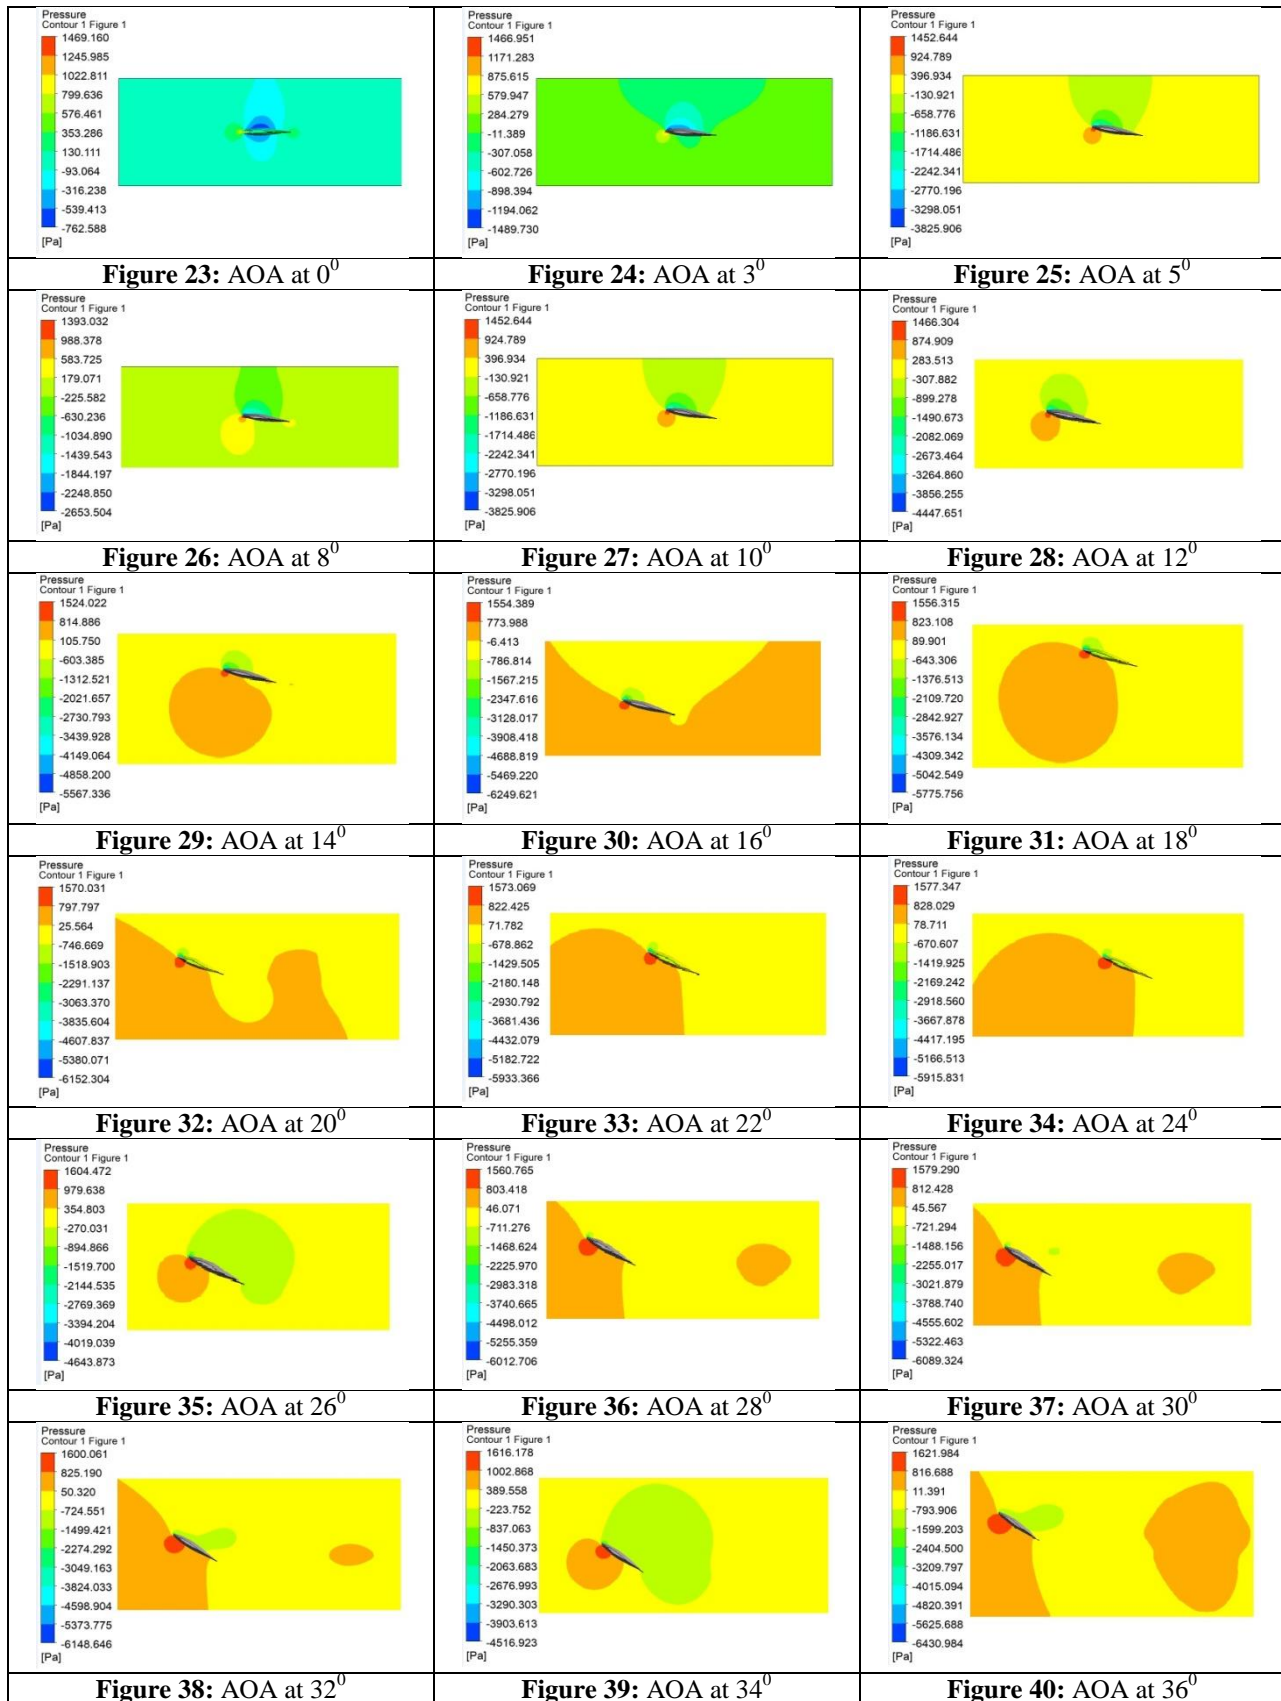 Pressure
Contour 1 Figure 1
1469.160
1245.985
1022.811
799.636
576.461
353.286
130.111
-93.064
-316.238
-539.413
-762.588
[Pa]
Figure 23: AOA at 0⁰
Pressure
Contour 1 Figure 1
1466.951
1171.283
875.615
579.947
284.279
-11.389
-307.058
-602.726
-898.394
-1194.062
-1489.730
[Pa]
Figure 24: AOA at 3⁰
Pressure
Contour 1 Figure 1
1452.644
924.789
396.934
-130.921
-658.776
-1186.631
-1714.486
-2242.341
-2770.196
-3298.051
-3825.906
[Pa]
Figure 25: AOA at 5⁰
Pressure
Contour 1 Figure 1
1393.032
988.378
583.725
179.071
-225.582
-630.236
-1034.890
-1439.543
-1844.197
-2248.850
-2653.504
[Pa]
Figure 26: AOA at 8⁰
Pressure
Contour 1 Figure 1
1452.644
924.789
396.934
-130.921
-658.776
-1186.631
-1714.486
-2242.341
-2770.196
-3298.051
-3825.906
[Pa]
Figure 27: AOA at 10⁰
Pressure
Contour 1 Figure 1
1466.304
874.909
283.513
-307.882
-899.278
-1490.673
-2082.069
-2673.464
-3264.860
-3856.255
-4447.651
[Pa]
Figure 28: AOA at 12⁰
Pressure
Contour 1 Figure 1
1524.022
814.886
105.750
-603.385
-1312.521
-2021.657
-2730.793
-3439.928
-4149.064
-4858.200
-5567.336
[Pa]
Figure 29: AOA at 14⁰
Pressure
Contour 1 Figure 1
1554.389
773.988
-6.413
-786.814
-1567.215
-2347.616
-3128.017
-3908.418
-4688.819
-5469.220
-6249.621
[Pa]
Figure 30: AOA at 16⁰
Pressure
Contour 1 Figure 1
1556.315
823.108
89.901
-643.306
-1376.513
-2109.720
-2842.927
-3576.134
-4309.342
-5042.549
-5775.756
[Pa]
Figure 31: AOA at 18⁰
Pressure
Contour 1 Figure 1
1570.031
797.797
25.564
-746.669
-1518.903
-2291.137
-3063.370
-3835.604
-4607.837
-5380.071
-6152.304
[Pa]
Figure 32: AOA at 20⁰
Pressure
Contour 1 Figure 1
1573.069
822.425
71.782
-678.862
-1429.505
-2180.148
-2930.792
-3681.436
-4432.079
-5182.722
-5933.366
[Pa]
Figure 33: AOA at 22⁰
Pressure
Contour 1 Figure 1
1577.347
828.029
78.711
-670.607
-1419.925
-2169.242
-2918.560
-3667.878
-4417.195
-5166.513
-5915.831
[Pa]
Figure 34: AOA at 24⁰
Pressure
Contour 1 Figure 1
1604.472
979.638
354.803
-270.031
-894.866
-1519.700
-2144.535
-2769.369
-3394.204
-4019.039
-4643.873
[Pa]
Figure 35: AOA at 26⁰
Pressure
Contour 1 Figure 1
1560.765
803.418
46.071
-711.276
-1468.624
-2225.970
-2983.318
-3740.665
-4498.012
-5255.359
-6012.706
[Pa]
Figure 36: AOA at 28⁰
Pressure
Contour 1 Figure 1
1579.290
812.428
45.567
-721.294
-1488.156
-2255.017
-3021.879
-3788.740
-4555.602
-5322.463
-6089.324
[Pa]
Figure 37: AOA at 30⁰
Pressure
Contour 1 Figure 1
1600.061
825.190
50.320
-724.551
-1499.421
-2274.292
-3049.163
-3824.033
-4598.904
-5373.775
-6148.646
[Pa]
Figure 38: AOA at 32⁰
Pressure
Contour 1 Figure 1
1616.178
1002.868
389.558
-223.752
-837.063
-1450.373
-2063.683
-2676.993
-3290.303
-3903.613
-4516.923
[Pa]
Figure 39: AOA at 34⁰
Pressure
Contour 1 Figure 1
1621.984
816.688
11.391
-793.906
-1599.203
-2404.500
-3209.797
-4015.094
-4820.391
-5625.688
-6430.984
[Pa]
Figure 40: AOA at 36⁰